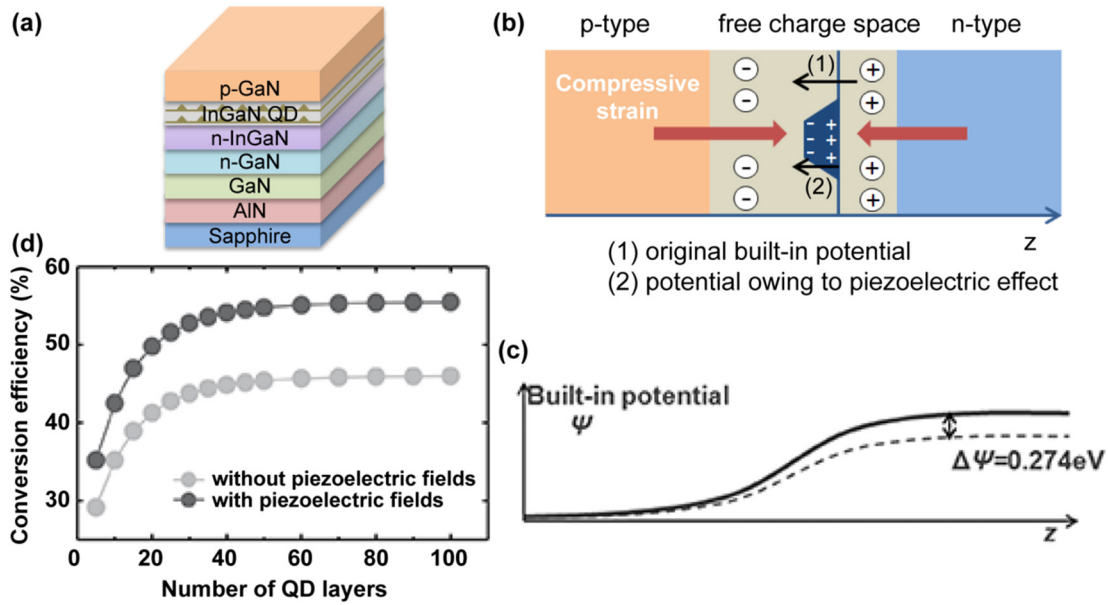 (a)
p-GaN
InGaN QD
n-InGaN
n-GaN
GaN
AlN
Sapphire
(b)
p-type free charge space n-type
Compressive
strain
(1)
(2)
- - + +
- - + +
- + 
- +
- +
z
(1) original built-in potential
(2) potential owing to piezoelectric effect
(c)
Built-in potential
Ψ
ΔΨ=0.274eV
z
(d)
Conversion efficiency (%)
60
50
40
30
without piezoelectric fields
with piezoelectric fields
0 20 40 60 80 100
Number of QD layers